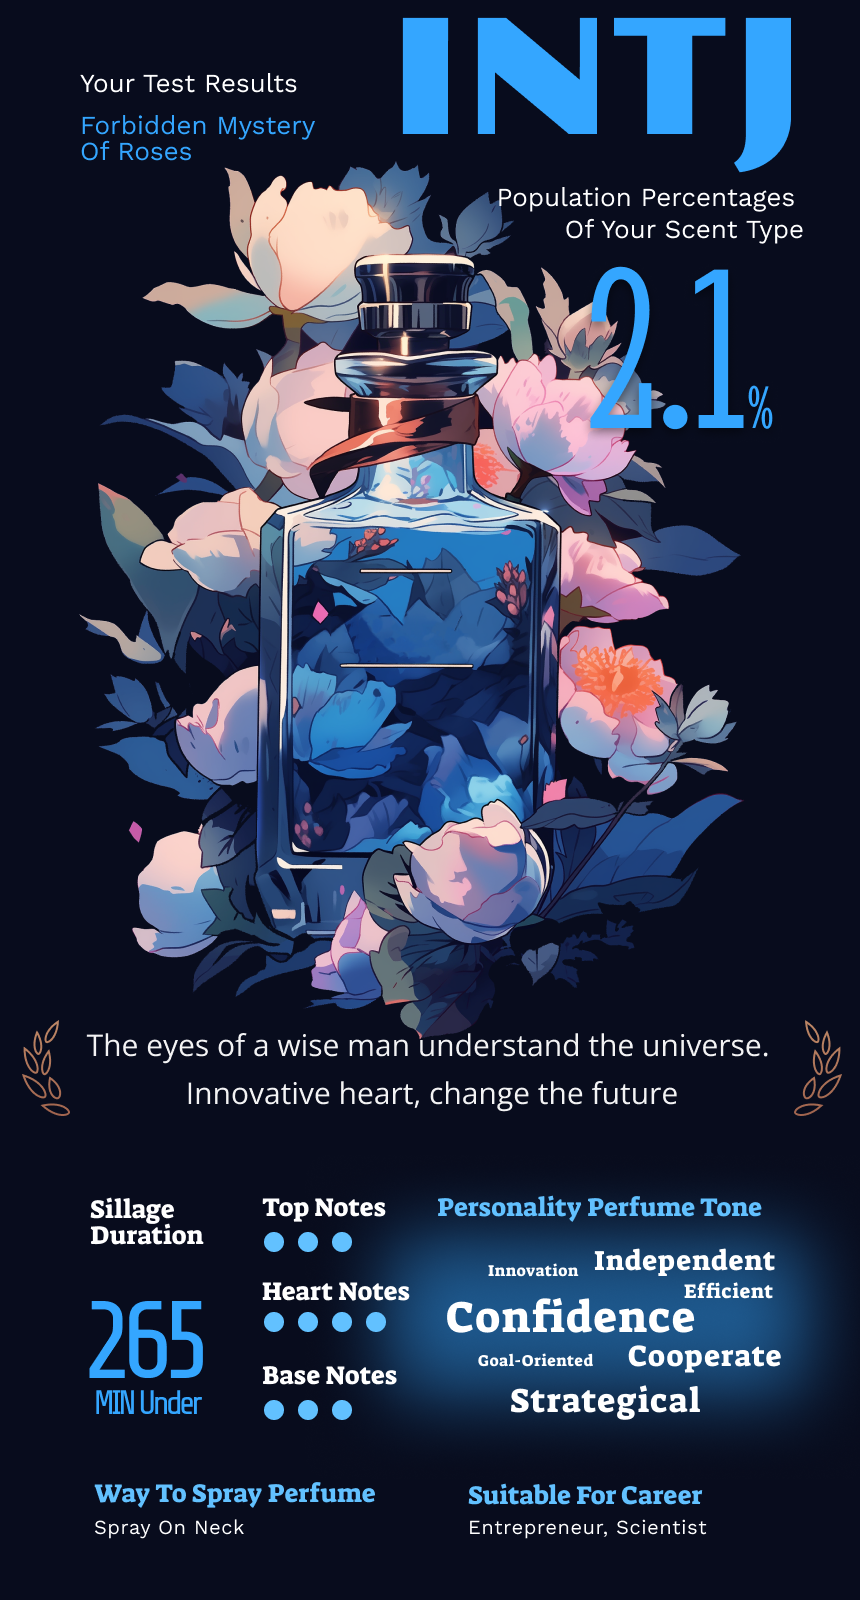 INTJ
Your Test Results
Forbidden Mystery
Of Roses
Population Percentages
Of Your Scent Type
2.1%
The eyes of a wise man understand the universe.
Innovative heart, change the future
Sillage
Duration
265
MIN Under
Top Notes
Heart Notes
Base Notes
Personality Perfume Tone
Innovation
Independent
Efficient
Confidence
Goal-Oriented
Cooperate
Strategical
Way To Spray Perfume
Spray On Neck
Suitable For Career
Entrepreneur, Scientist